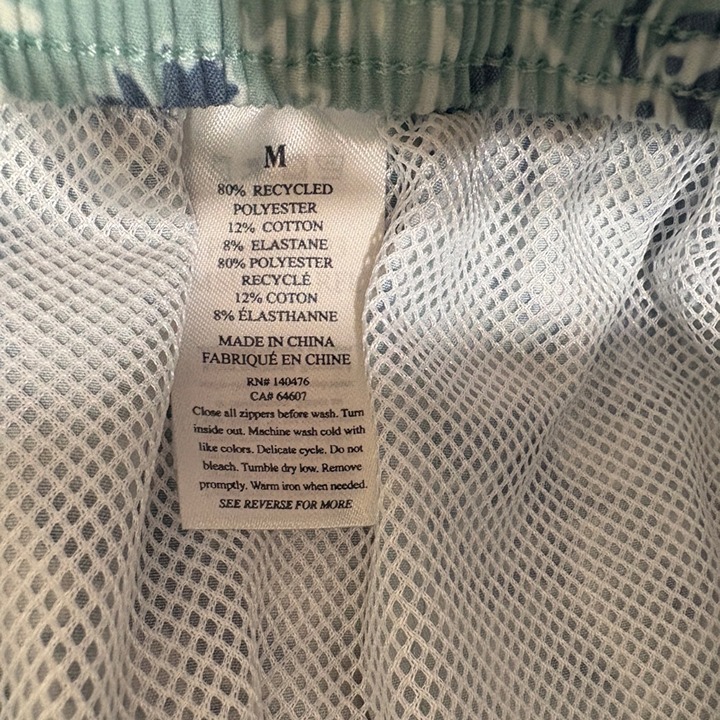 M
80% RECYCLED
POLYESTER
12% COTTON
8% ELASTANE
80% POLYESTER
RECYCLÉ
12% COTON
8% ÉLASTHANNE
MADE IN CHINA
FABRIQUÉ EN CHINE
RN# 140476
CA# 64607
Close all zippers before wash. Turn
inside out. Machine wash cold with
like colors. Delicate cycle. Do not
bleach. Tumble dry low. Remove
promptly. Warm iron when needed.
SEE REVERSE FOR MORE